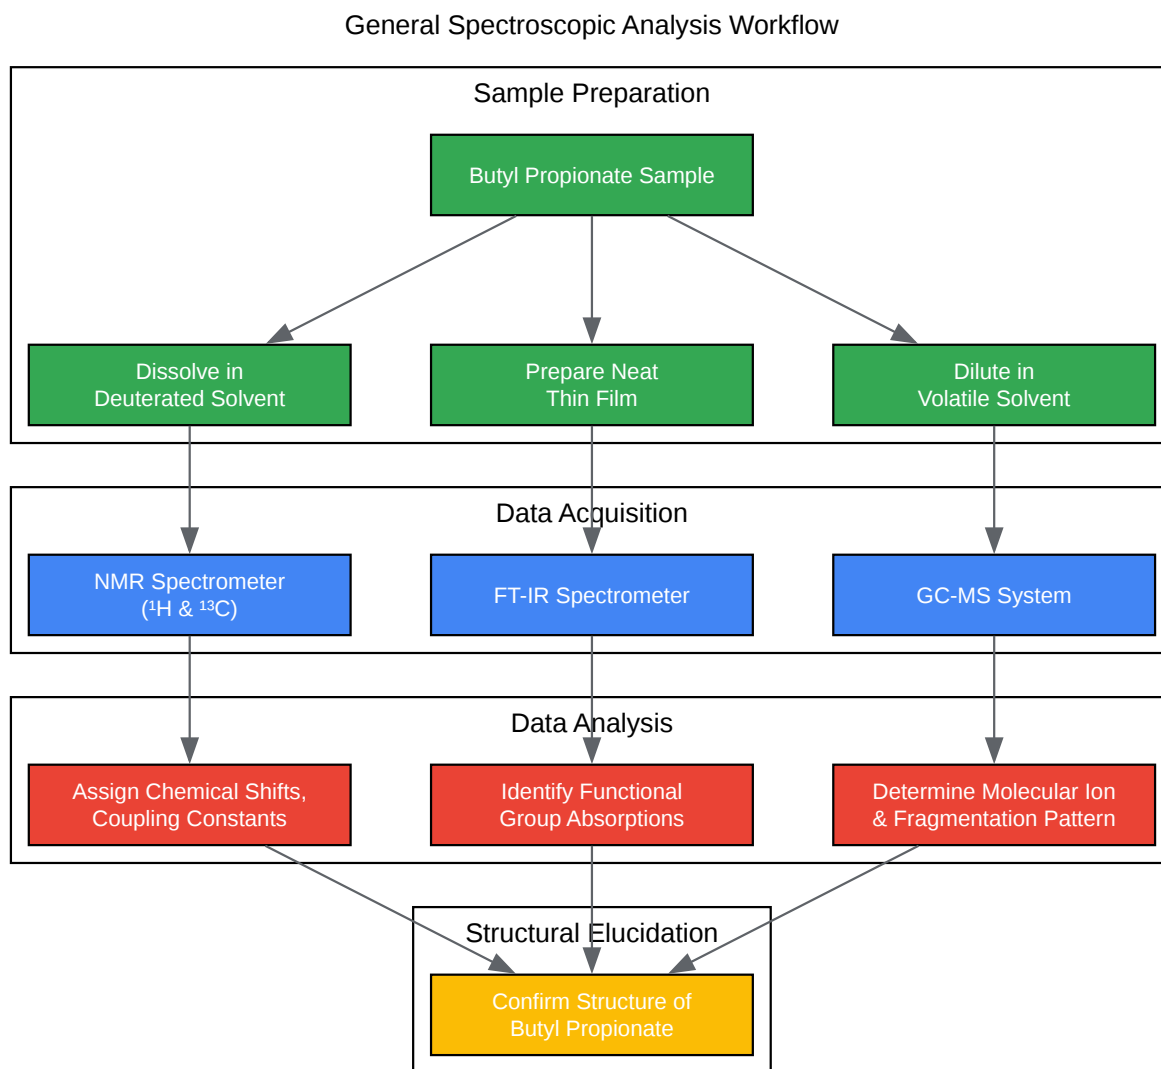 General Spectroscopic Analysis Workflow
Sample Preparation
Butyl Propionate Sample
Dissolve in
Deuterated Solvent
Prepare Neat
Thin Film
Dilute in
Volatile Solvent
Data Acquisition
NMR Spectrometer
(¹H & ¹³C)
FT-IR Spectrometer
GC-MS System
Data Analysis
Assign Chemical Shifts,
Coupling Constants
Identify Functional
Group Absorptions
Determine Molecular Ion
& Fragmentation Pattern
Structural Elucidation
Confirm Structure of
Butyl Propionate